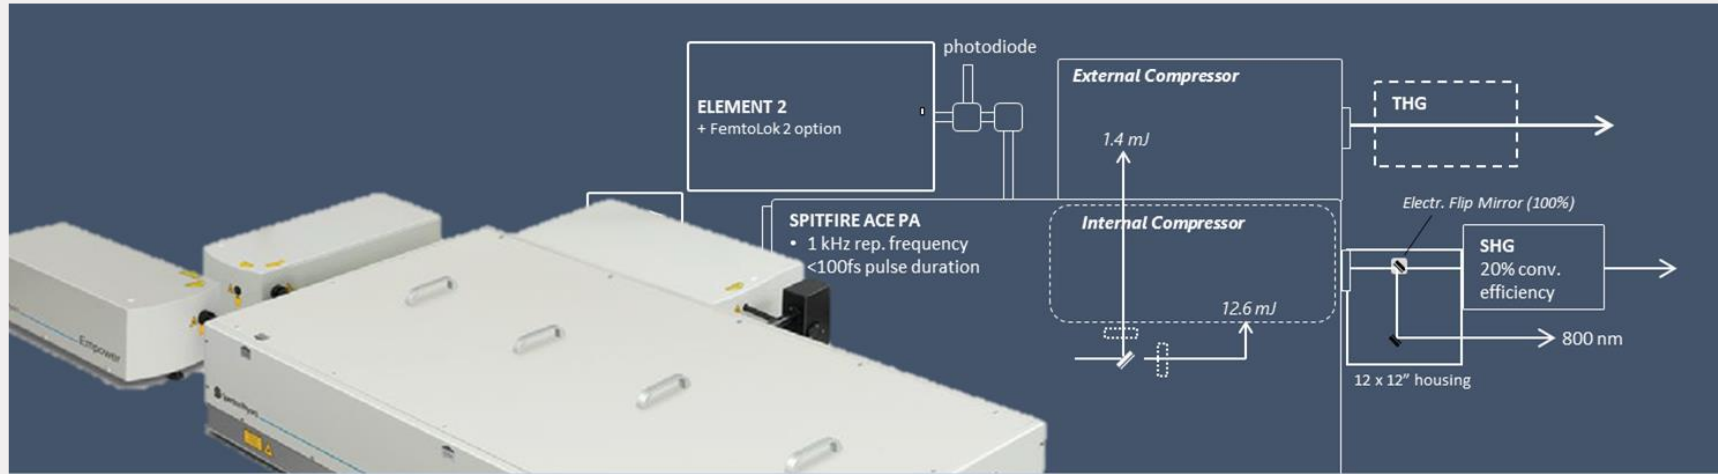 photodiode
ELEMENT 2
+ FemtoLok 2 option
External Compressor
THG
1.4 mJ
Electr. Flip Mirror (100%)
SPITFIRE ACE PA
• 1 kHz rep. frequency
<100fs pulse duration
Internal Compressor
SHG
20% conv.
efficiency
12.6 mJ
800 nm
12 x 12” housing
Empower